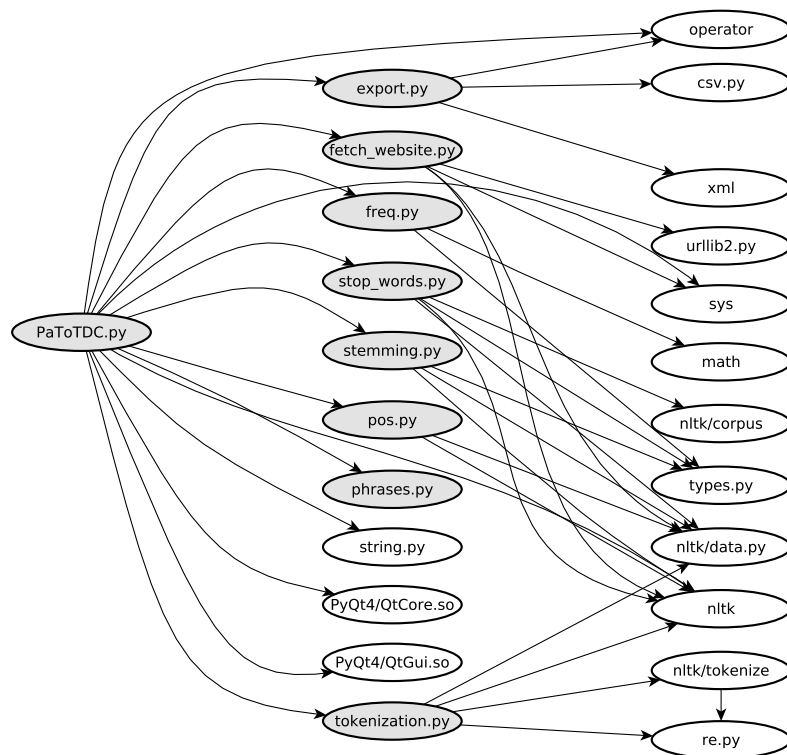 operator
csv.py
export.py
fetch_website.py
xml
freq.py
urllib2.py
stop_words.py
sys
PaToTDC.py
stemming.py
math
pos.py
nltk/corpus
phrases.py
types.py
string.py
nltk/data.py
PyQt4/QtCore.so
nltk
PyQt4/QtGui.so
nltk/tokenize
tokenization.py
re.py